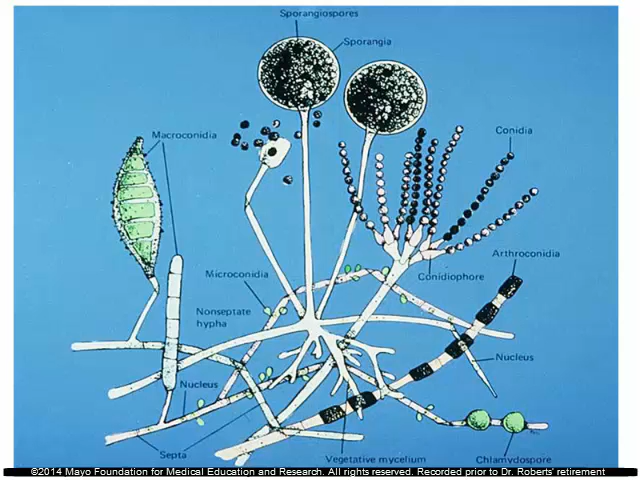 Sporangiospores
Sporangia
Macroconidia
Conidia
Microconidia
Conidiophore
Arthroconidia
Nonseptate
hypha
Nucleus
Nucleus
Septa
Vegetative mycelium
Chlamydospore
©2014 Mayo Foundation for Medical Education and Research. All rights reserved. Recorded prior to Dr. Roberts' retirement